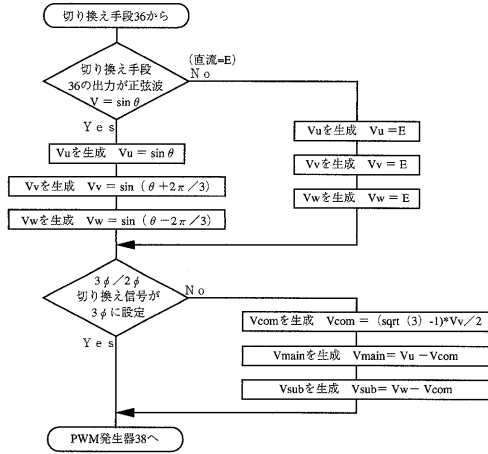 切り換え手段36から
切り換え手段
36の出力が正弦波
V = sin θ
(直流=E)
No
Yes
Vuを生成 Vu = sin θ
Vvを生成 Vv = sin (θ+2π/3)
Vwを生成 Vw = sin (θ−2π/3)
Vuを生成 Vu =E
Vvを生成 Vv = E
Vwを生成 Vw = E
3φ/2φ
切り換え信号が
3φに設定
No
Yes
Vcomを生成 Vcom = (sqrt (3) -1)*Vv/2
Vmainを生成 Vmain= Vu −Vcom
Vsubを生成 Vsub= Vw− Vcom
PWM発生器38へ